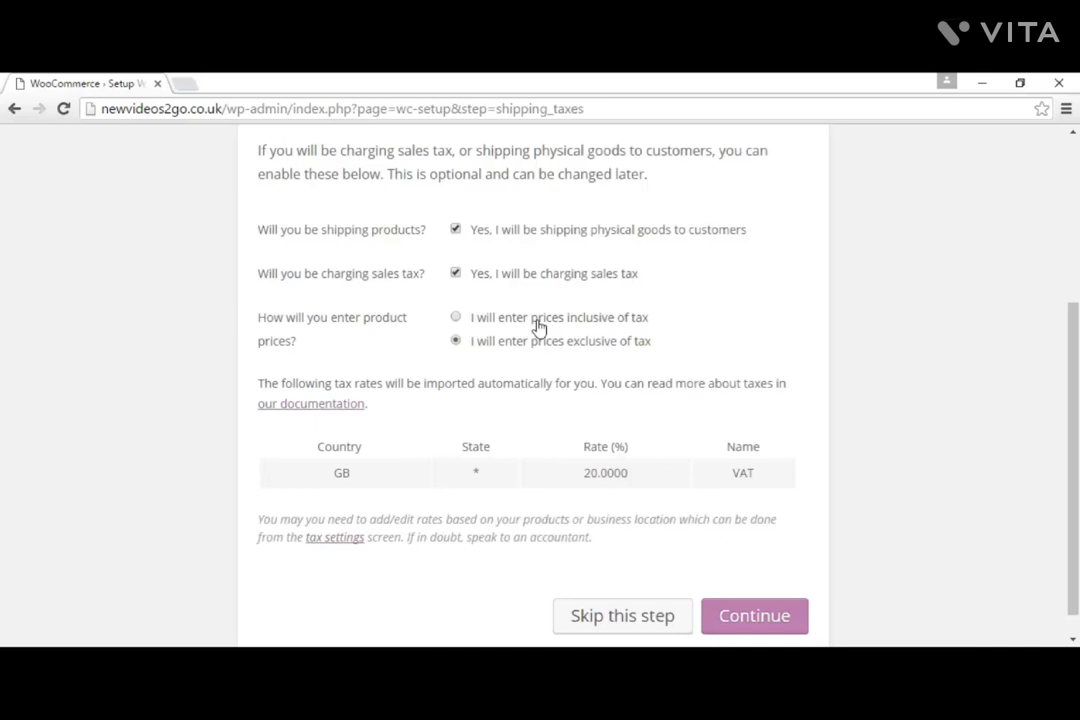 VITA
WooCommerce › Setup W
newvideos2go.co.uk/wp-admin/index.php?page=wc-setup&step=shipping_taxes
If you will be charging sales tax, or shipping physical goods to customers, you can
enable these below. This is optional and can be changed later.
Will you be shipping products? Yes, I will be shipping physical goods to customers
Will you be charging sales tax? Yes, I will be charging sales tax
How will you enter product I will enter prices inclusive of tax
prices? I will enter prices exclusive of tax
The following tax rates will be imported automatically for you. You can read more about taxes in
our documentation.
Country State Rate (%) Name
GB * 20.0000 VAT
You may you need to add/edit rates based on your products or business location which can be done
from the tax settings screen. If in doubt, speak to an accountant.
Skip this step Continue